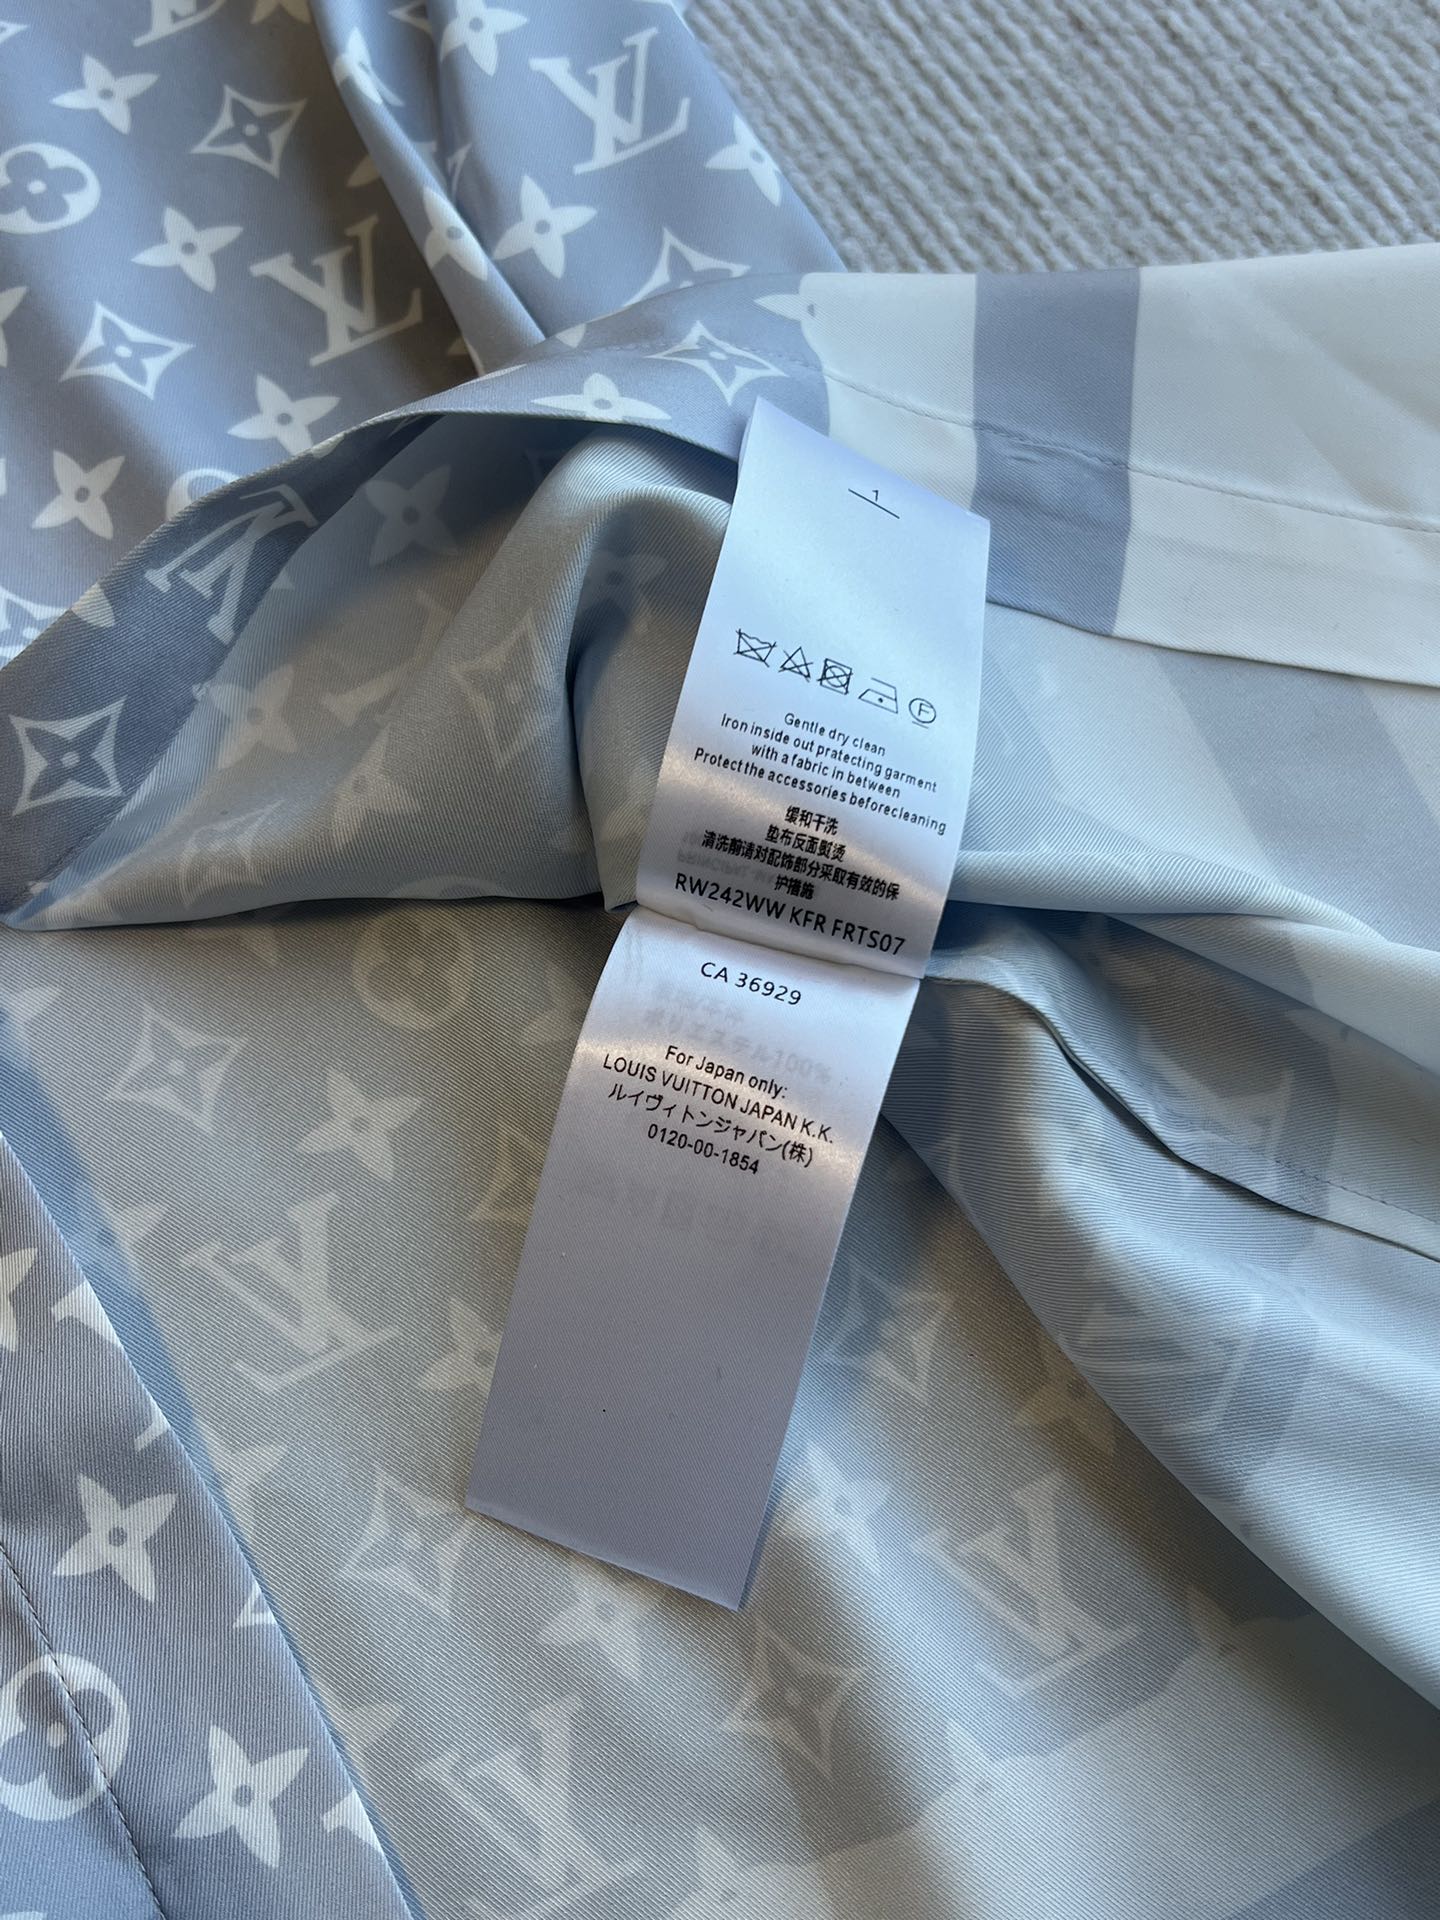 1
F
Gentle dry clean
Iron inside out pratecting garment
with a fabric in between
Protect the accessories beforecleaning
缓和干洗
垫布反面熨烫
清洗前请对配饰部分采取有效的保
护措施
RW242WW KFR FRTS07
CA 36929
For Japan only:
LOUIS VUITTON JAPAN K.K.
ルイヴィトンジャパン(株)
0120-00-1854